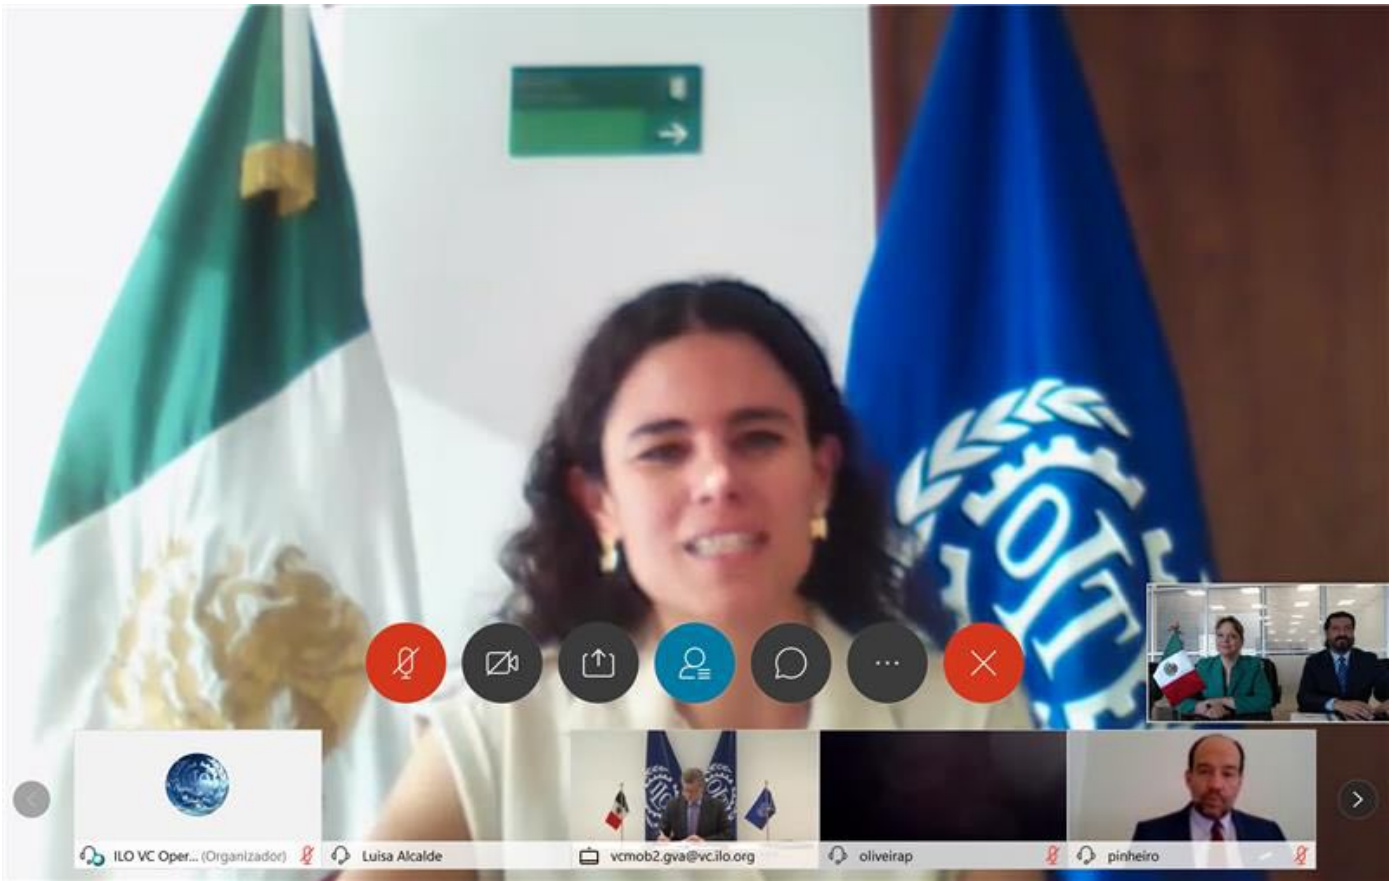 OIT
ILO VC Oper... (Organizador)
Luisa Alcalde
vcmob2.gva@vc.ilo.org
oliveirap
pinheiro